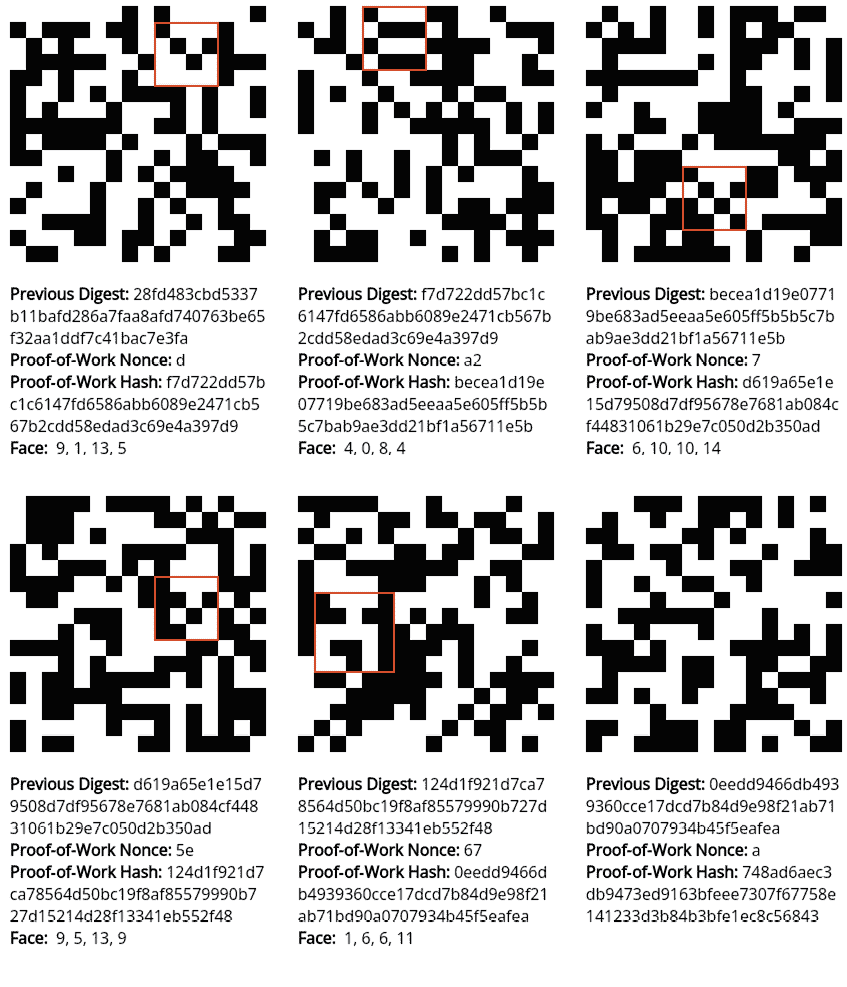 Previous Digest: 28fd483cbd5337
b11bafd286a7faa8afd740763be65
f32aa1ddf7c41bac7e3fa
Proof-of-Work Nonce: d
Proof-of-Work Hash: f7d722dd57b
c1c6147fd6586abb6089e2471cb5
67b2cdd58edad3c69e4a397d9
Face: 9, 1, 13, 5
Previous Digest: f7d722dd57bc1c
6147fd6586abb6089e2471cb567b
2cdd58edad3c69e4a397d9
Proof-of-Work Nonce: a2
Proof-of-Work Hash: becea1d19e
07719be683ad5eeaa5e605ff5b5b
5c7bab9ae3dd21bf1a56711e5b
Face: 4, 0, 8, 4
Previous Digest: becea1d19e0771
9be683ad5eeaa5e605ff5b5b5c7b
ab9ae3dd21bf1a56711e5b
Proof-of-Work Nonce: 7
Proof-of-Work Hash: d619a65e1e
15d79508d7df95678e7681ab084c
f44831061b29e7c050d2b350ad
Face: 6, 10, 10, 14
Previous Digest: d619a65e1e15d7
9508d7df95678e7681ab084cf448
31061b29e7c050d2b350ad
Proof-of-Work Nonce: 5e
Proof-of-Work Hash: 124d1f921d7
ca78564d50bc19f8af85579990b7
27d15214d28f13341eb552f48
Face: 9, 5, 13, 9
Previous Digest: 124d1f921d7ca7
8564d50bc19f8af85579990b727d
15214d28f13341eb552f48
Proof-of-Work Nonce: 67
Proof-of-Work Hash: 0eedd9466d
b4939360cce17dcd7b84d9e98f21
ab71bd90a0707934b45f5eafea
Face: 1, 6, 6, 11
Previous Digest: 0eedd9466db493
9360cce17dcd7b84d9e98f21ab71
bd90a0707934b45f5eafea
Proof-of-Work Nonce: a
Proof-of-Work Hash: 748ad6aec3
db9473ed9163bfeee7307f67758e
141233d3b84b3bfe1ec8c56843